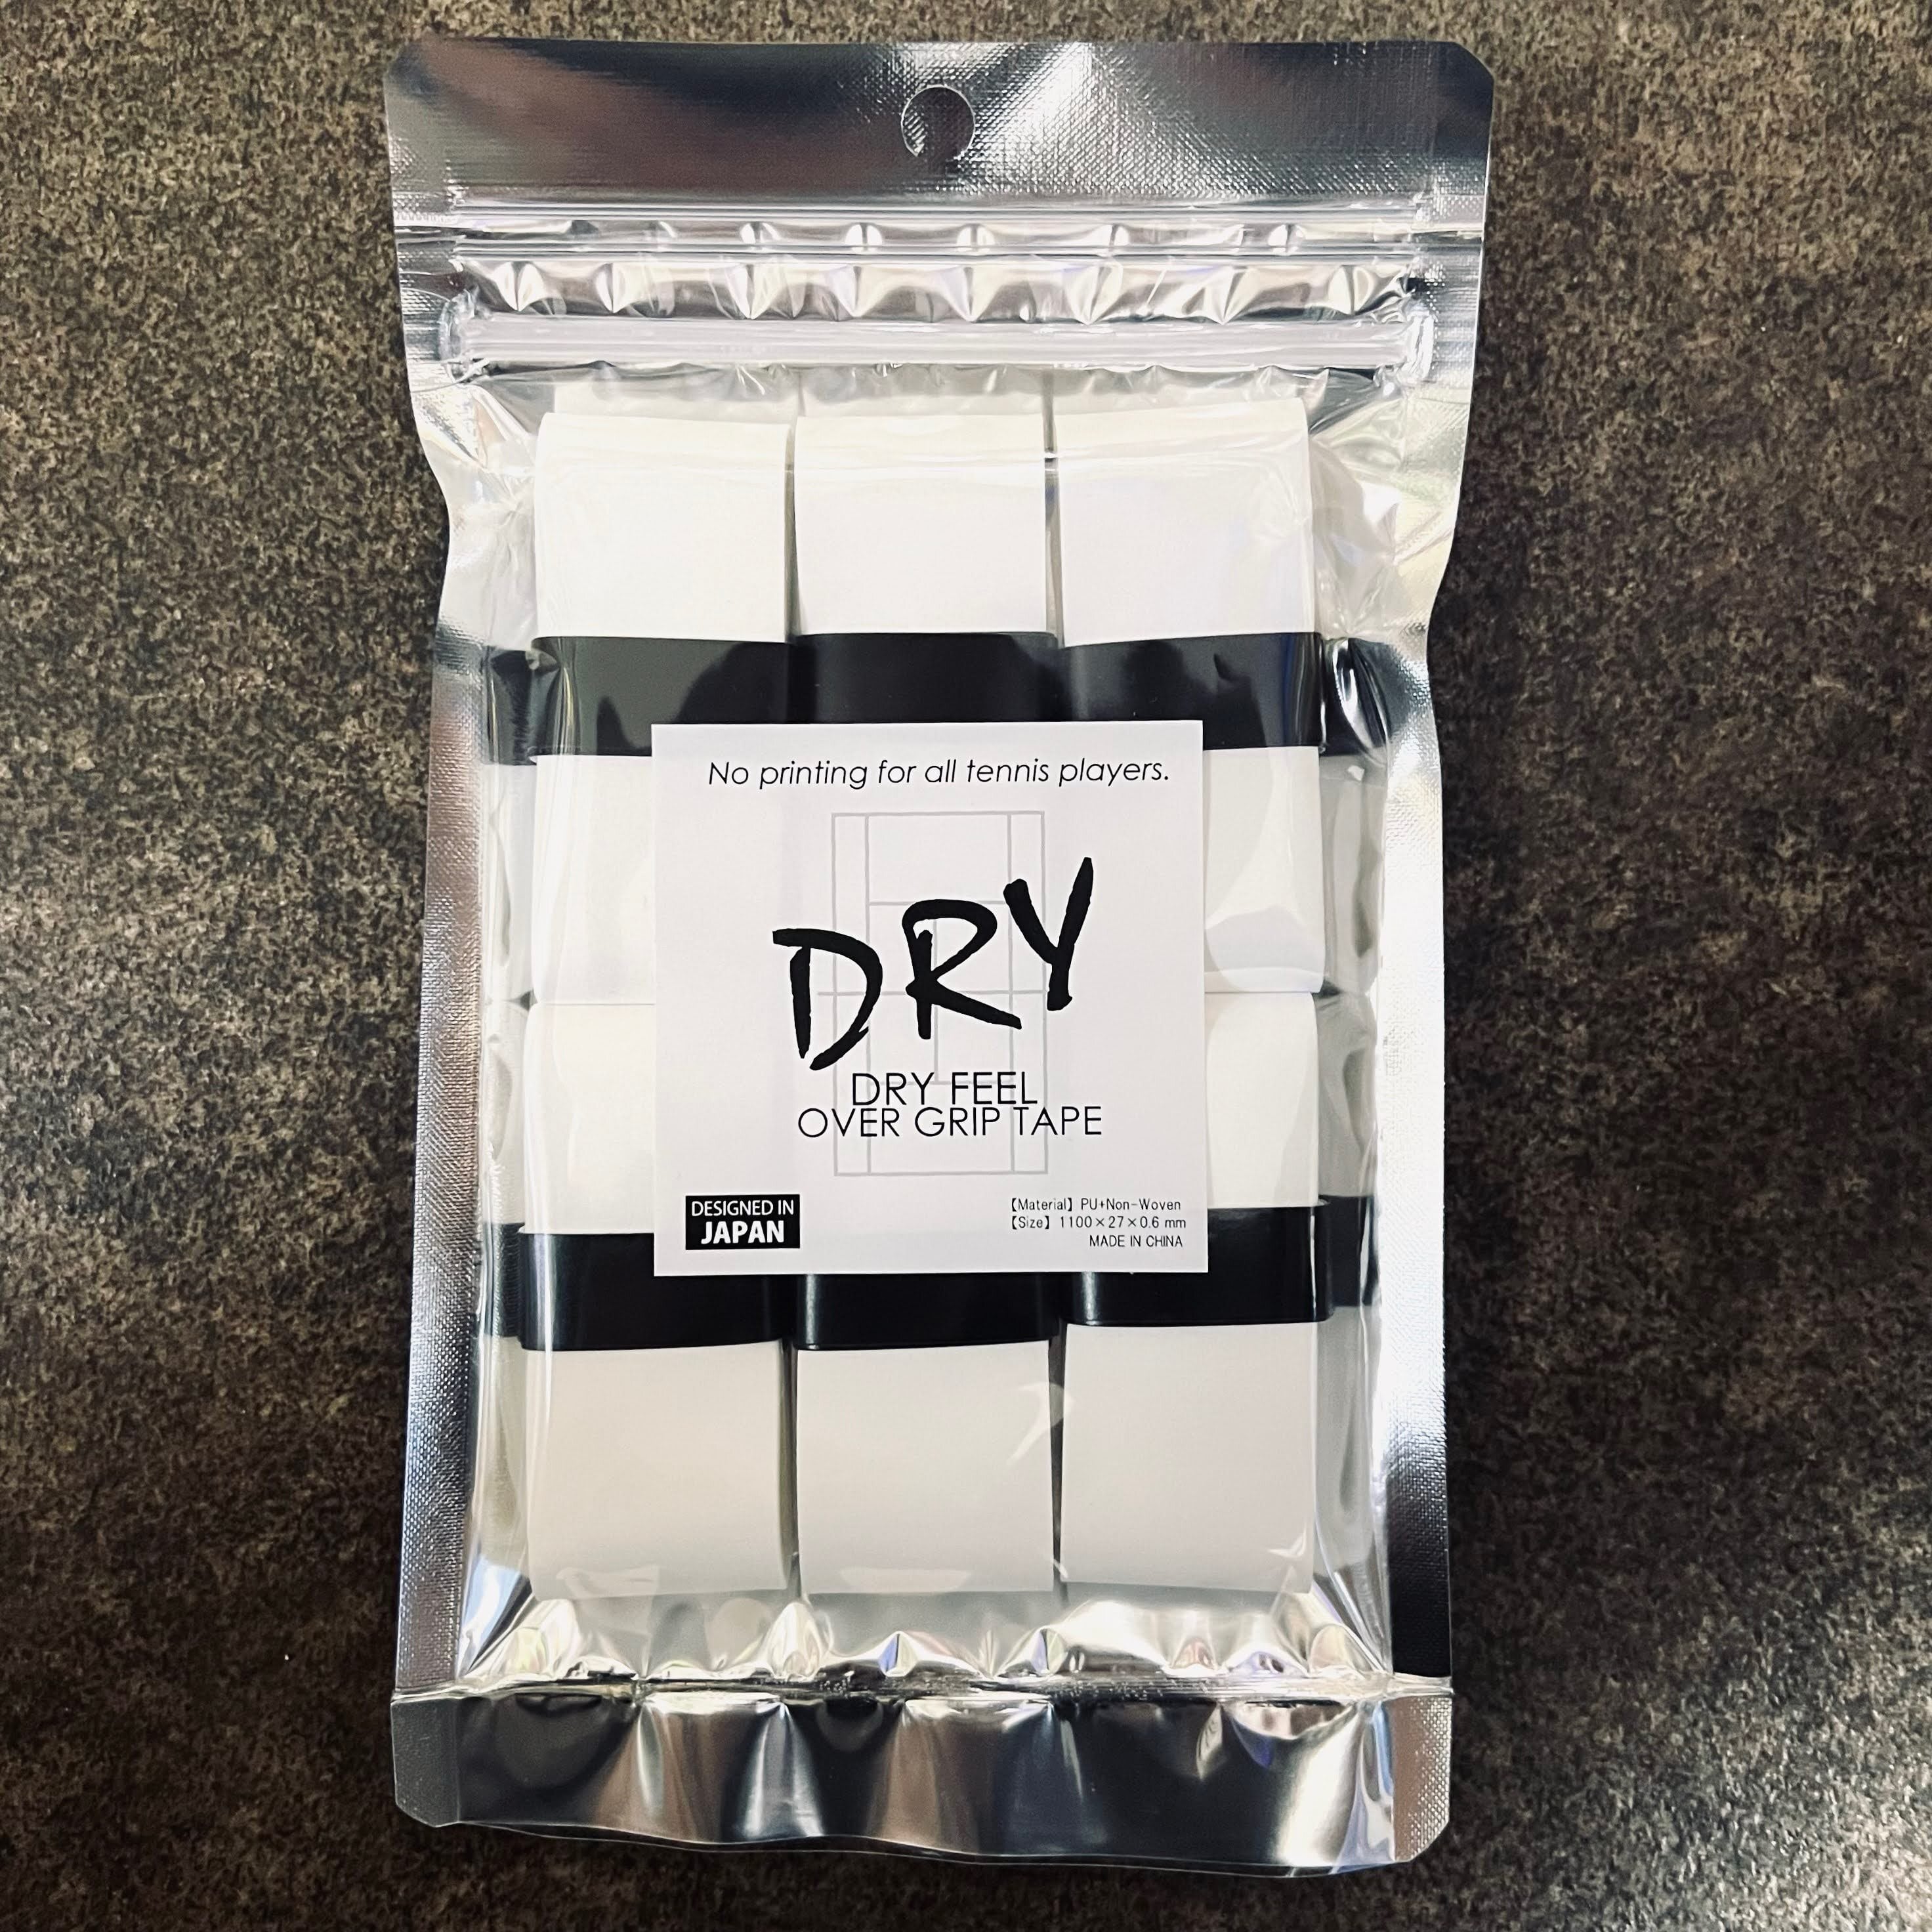 No printing for all tennis players.
DRY
DRY FEEL
OVER GRIP TAPE
DESIGNED IN
JAPAN
【Material】 PU+Non-Woven
【Size】 1100×27×0.6 mm
MADE IN CHINA